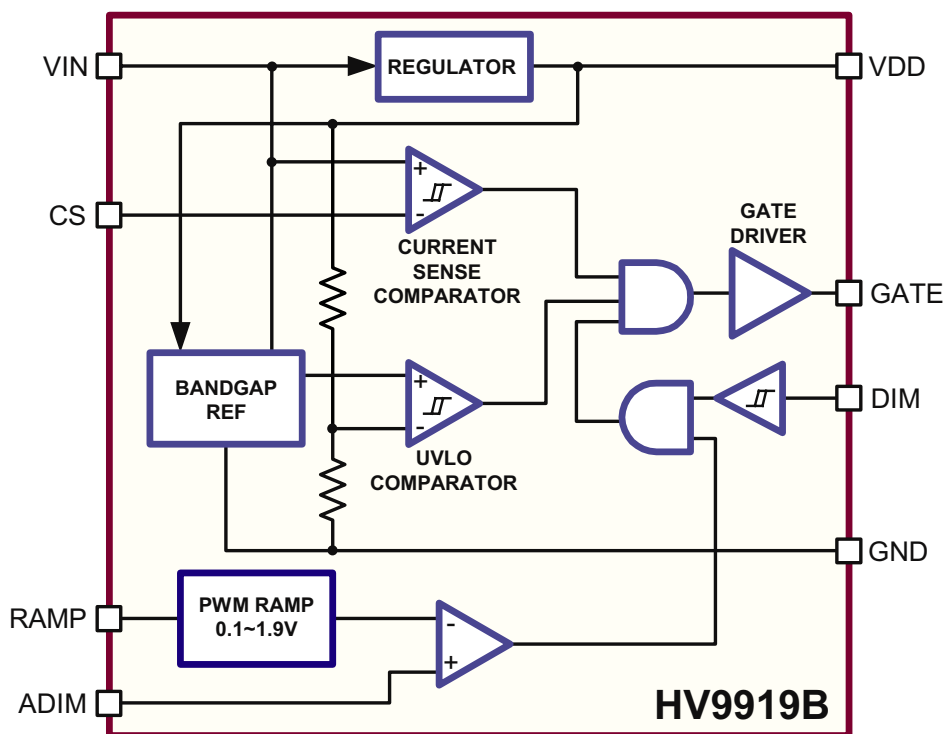 VIN
REGULATOR
VDD
+
-
CS
CURRENT
SENSE
COMPARATOR
GATE
DRIVER
GATE
BANDGAP
REF
+
-
UVLO
COMPARATOR
DIM
GND
RAMP
PWM RAMP
0.1~1.9V
-
+
ADIM
HV9919B